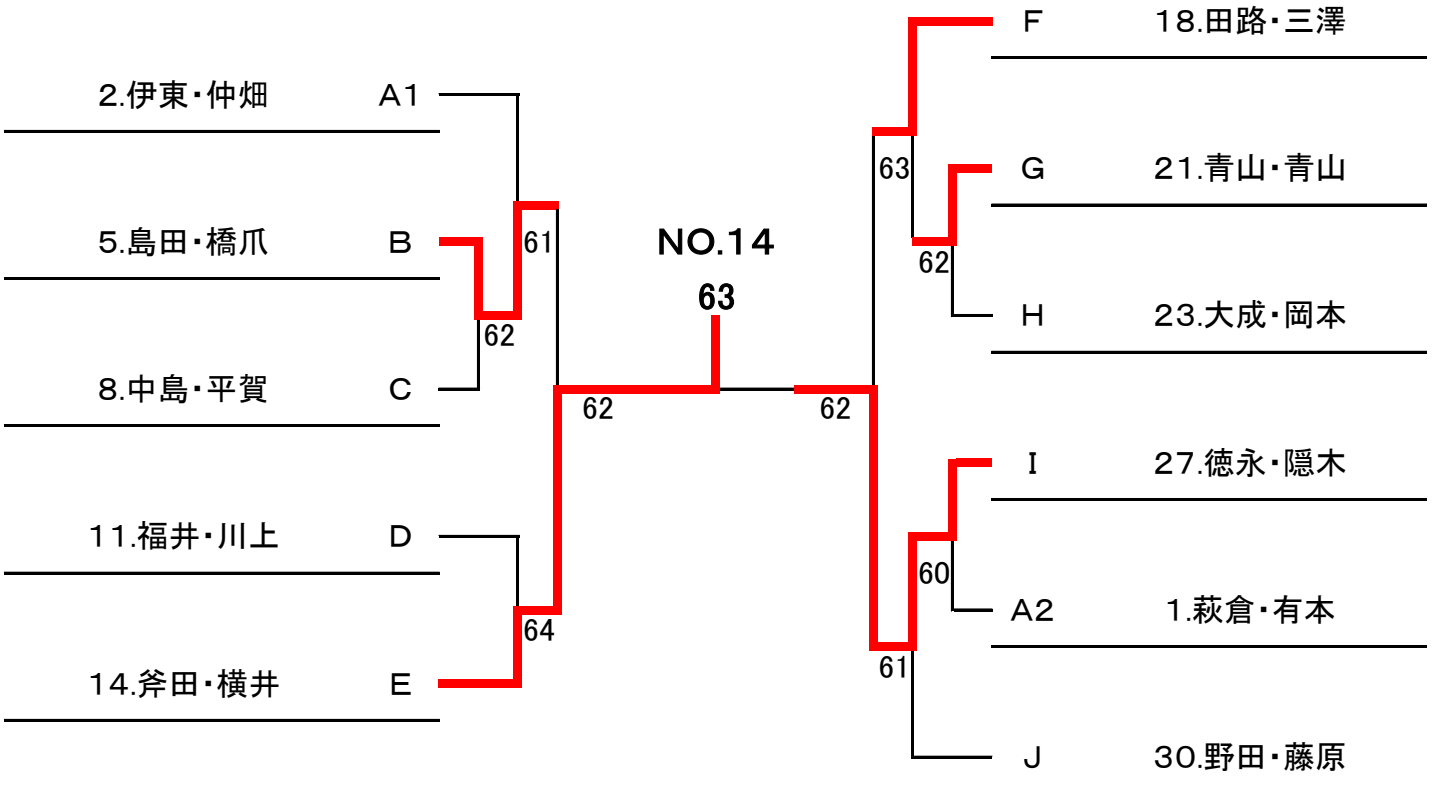 2.伊東・仲畑 A1
5.島田・橋爪 B
8.中島・平賀 C
11.福井・川上 D
14.斧田・横井 E
61
62
64
62
NO.14
63
62
63
62
60
61
F 18.田路・三澤
G 21.青山・青山
H 23.大成・岡本
I 27.徳永・隠木
A2 1.萩倉・有本
J 30.野田・藤原